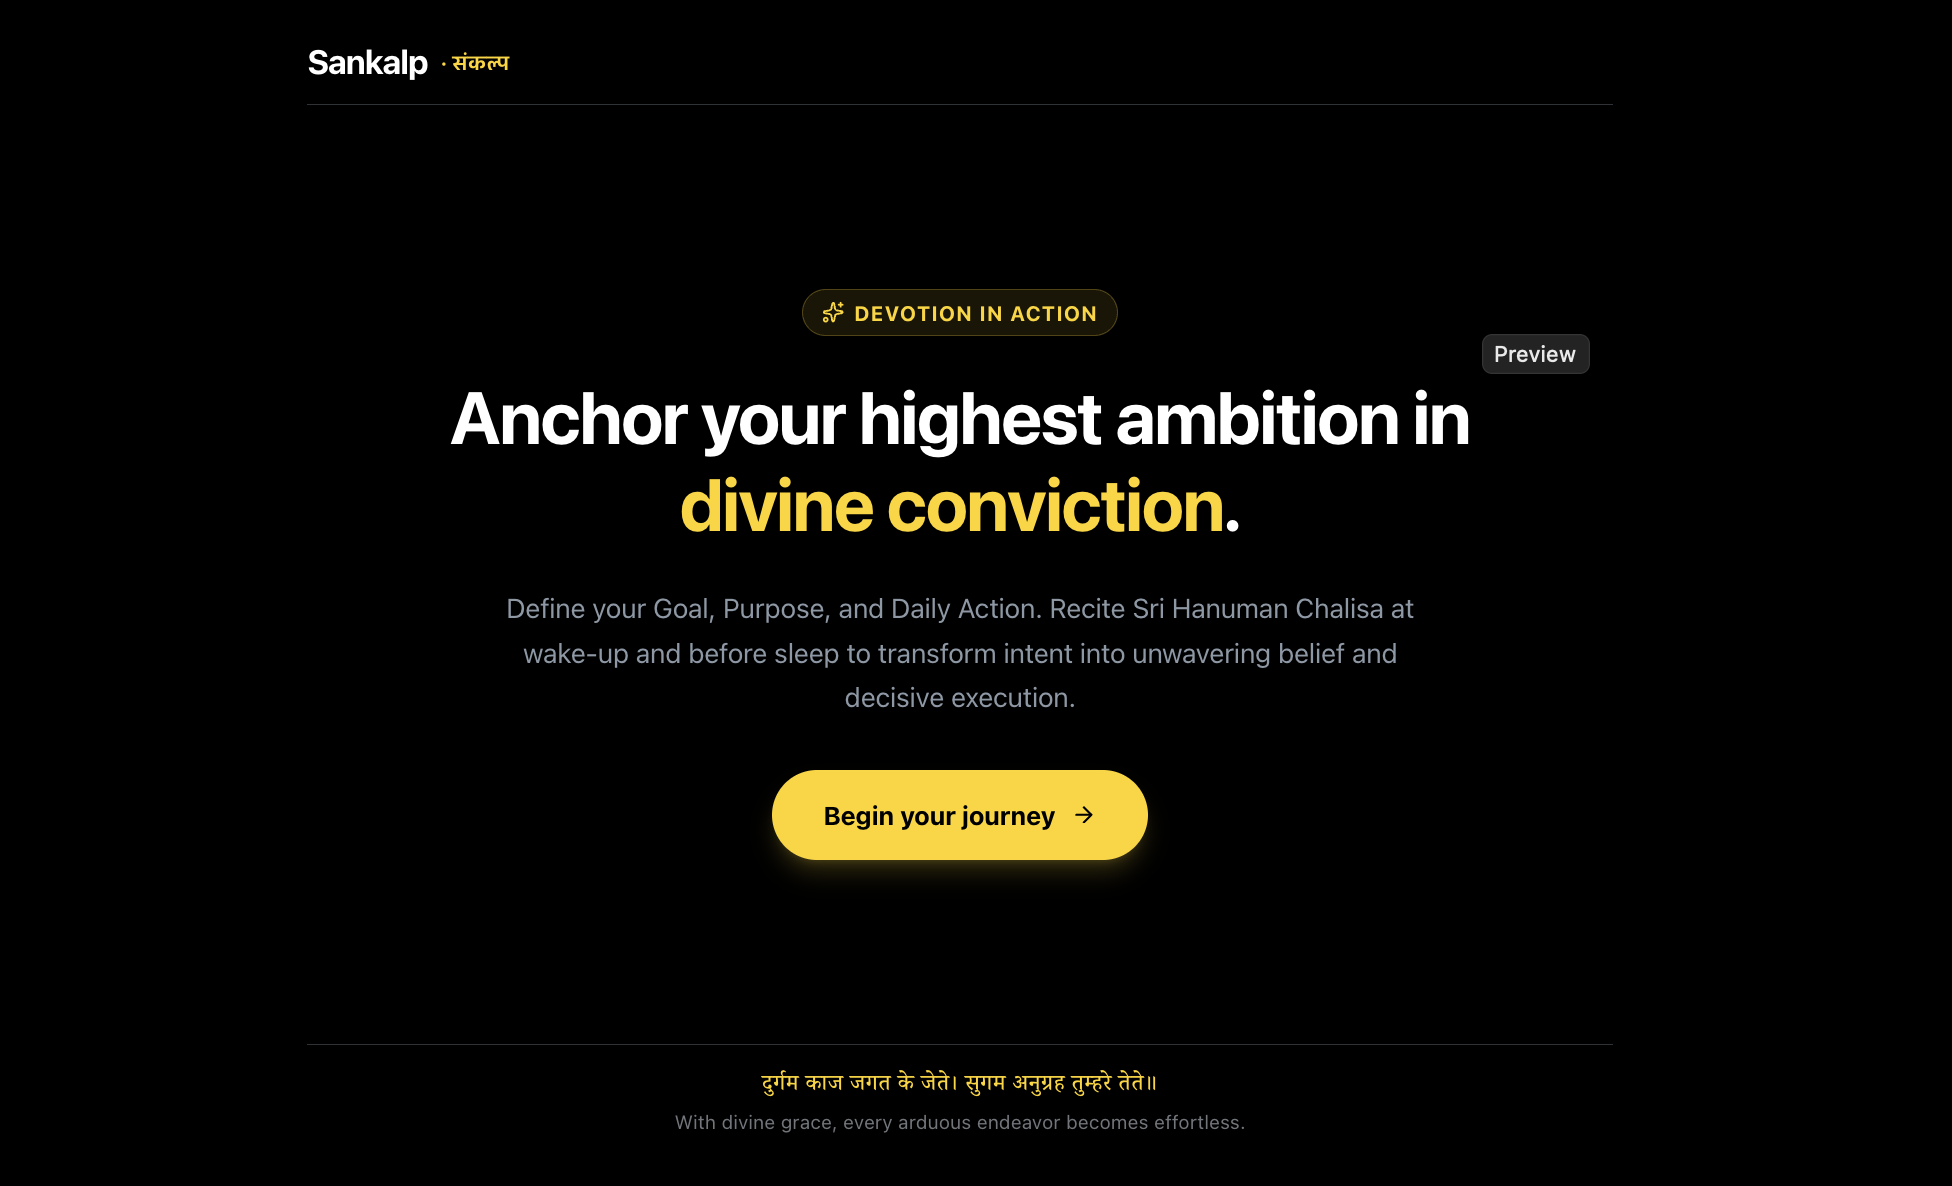 Sankalp · संकल्प
DEVOTION IN ACTION
Preview
Anchor your highest ambition in
divine conviction.
Define your Goal, Purpose, and Daily Action. Recite Sri Hanuman Chalisa at
wake-up and before sleep to transform intent into unwavering belief and
decisive execution.
Begin your journey →
दुर्गम काज जगत के जेते। सुगम अनुग्रह तुम्हरे तेते॥
With divine grace, every arduous endeavor becomes effortless.